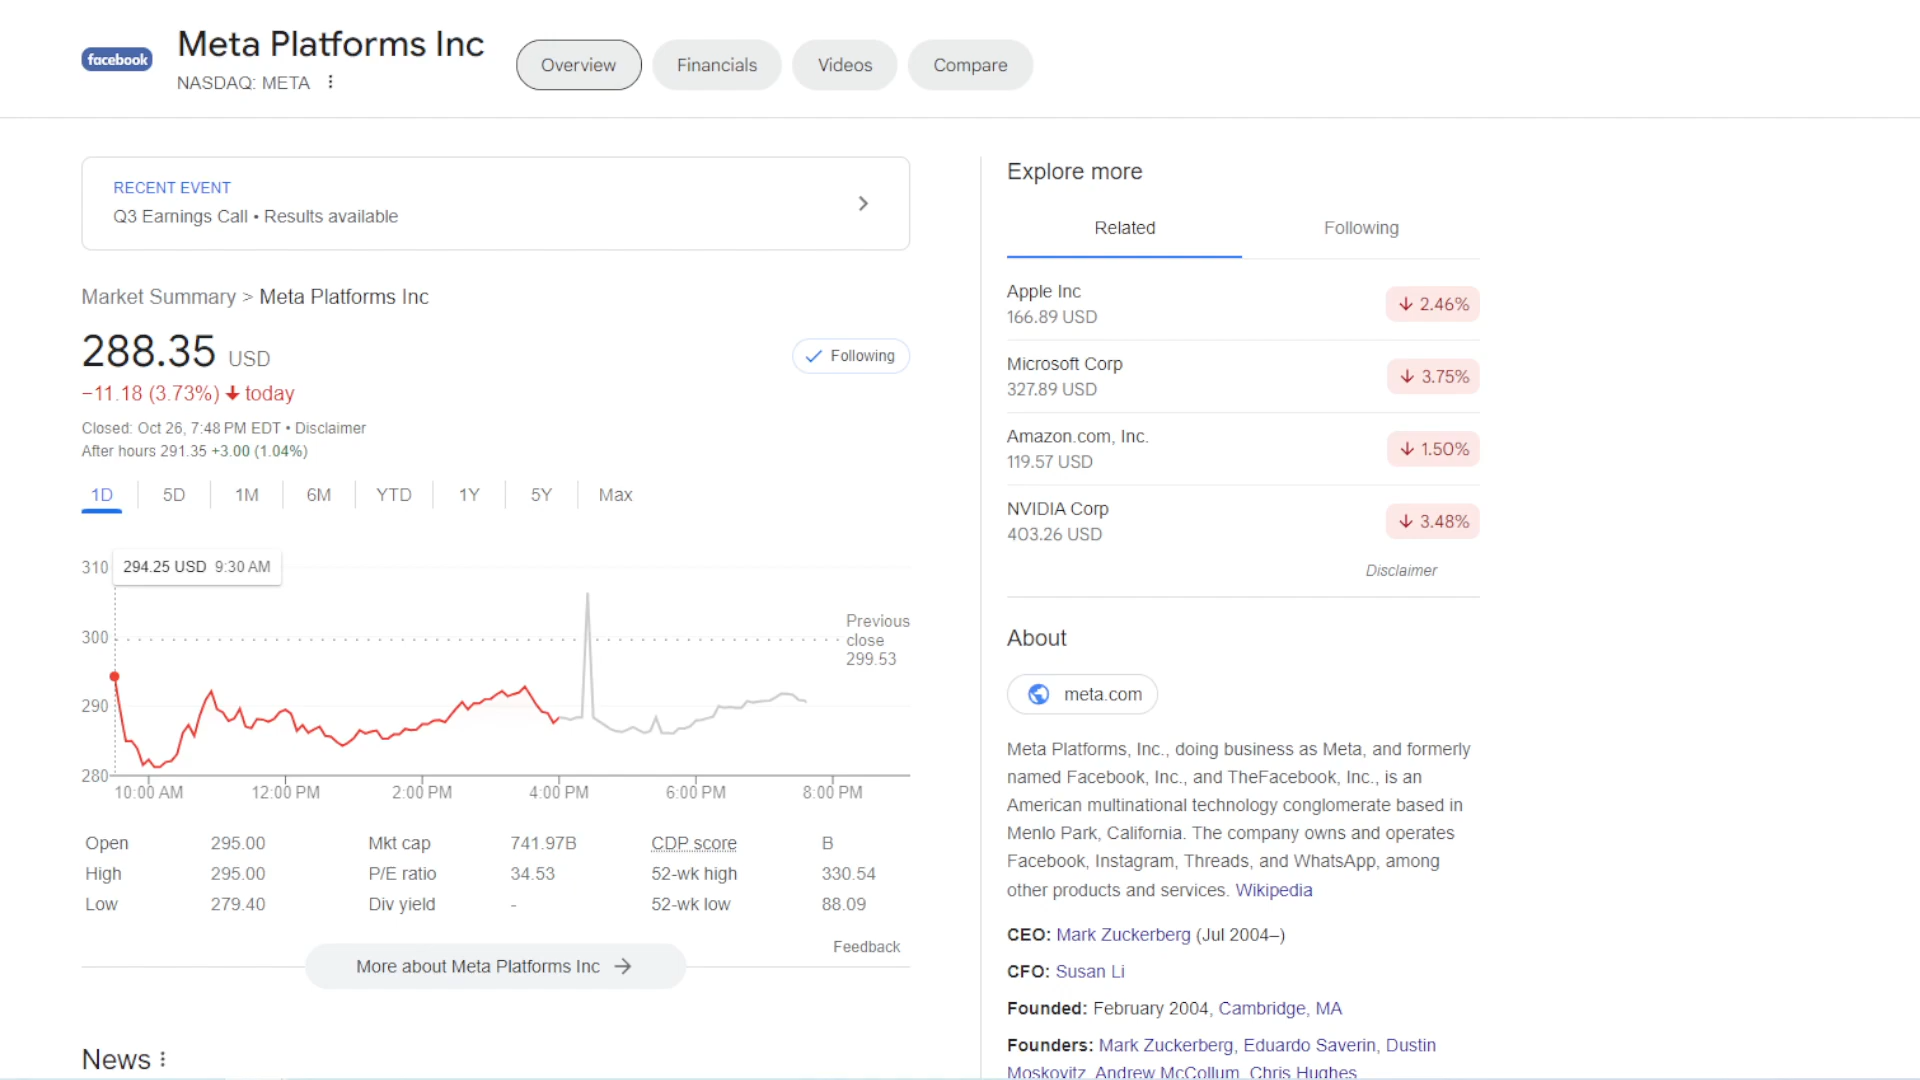 facebook
Meta Platforms Inc
NASDAQ: META
Overview
Financials
Videos
Compare
RECENT EVENT
Q3 Earnings Call • Results available
Market Summary > Meta Platforms Inc
288.35 USD
Following
−11.18 (3.73%) today
Closed: Oct 26, 7:48 PM EDT • Disclaimer
After hours 291.35 +3.00 (1.04%)
1D
5D
1M
6M
YTD
1Y
5Y
Max
310
294.25 USD 9:30 AM
300
Previous
close
299.53
290
280
10:00 AM
12:00 PM
2:00 PM
4:00 PM
6:00 PM
8:00 PM
Open 295.00 Mkt cap 741.97B CDP score B
High 295.00 P/E ratio 34.53 52-wk high 330.54
Low 279.40 Div yield - 52-wk low 88.09
Feedback
More about Meta Platforms Inc
News
Explore more
Related
Following
Apple Inc
166.89 USD
2.46%
Microsoft Corp
327.89 USD
3.75%
Amazon.com, Inc.
119.57 USD
1.50%
NVIDIA Corp
403.26 USD
3.48%
Disclaimer
About
meta.com
Meta Platforms, Inc., doing business as Meta, and formerly
named Facebook, Inc., and TheFacebook, Inc., is an
American multinational technology conglomerate based in
Menlo Park, California. The company owns and operates
Facebook, Instagram, Threads, and WhatsApp, among
other products and services. Wikipedia
CEO: Mark Zuckerberg (Jul 2004–)
CFO: Susan Li
Founded: February 2004, Cambridge, MA
Founders: Mark Zuckerberg, Eduardo Saverin, Dustin
Moskovitz, Andrew McCollum, Chris Hughes